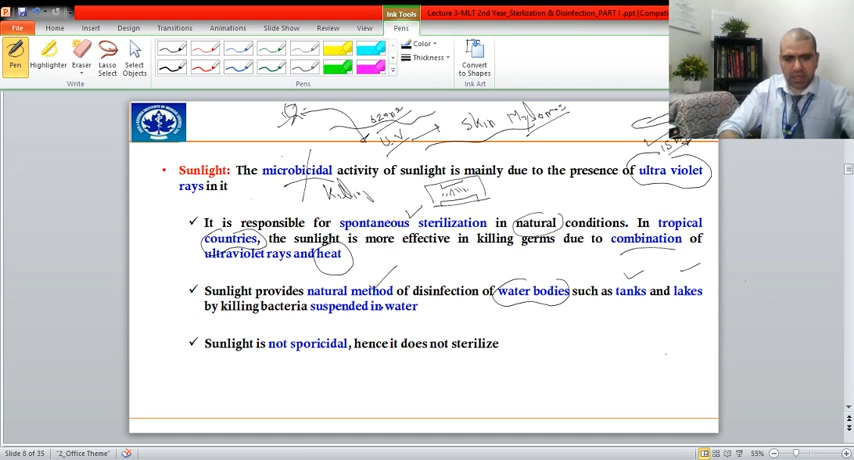 Ink Tools
Lecture 3-MLT 2nd Year_Sterlization & Disinfection_PART I .ppt [Compati
File Home Insert Design Transitions Animations Slide Show Review View Pens
Pen Highlighter Eraser Lasso Select Select Objects
Color
Thickness
Convert to Shapes
Write Pens Ink Art
U.V Skin
15
• Sunlight: The microbicidal activity of sunlight is mainly due to the presence of ultra violet
rays in it
Killing
✓ It is responsible for spontaneous sterilization in natural conditions. In tropical
countries, the sunlight is more effective in killing germs due to combination of
ultraviolet rays and heat
✓ Sunlight provides natural method of disinfection of water bodies such as tanks and lakes
by killing bacteria suspended in water
✓ Sunlight is not sporicidal, hence it does not sterilize
Slide 8 of 35 "2_Office Theme" 55%